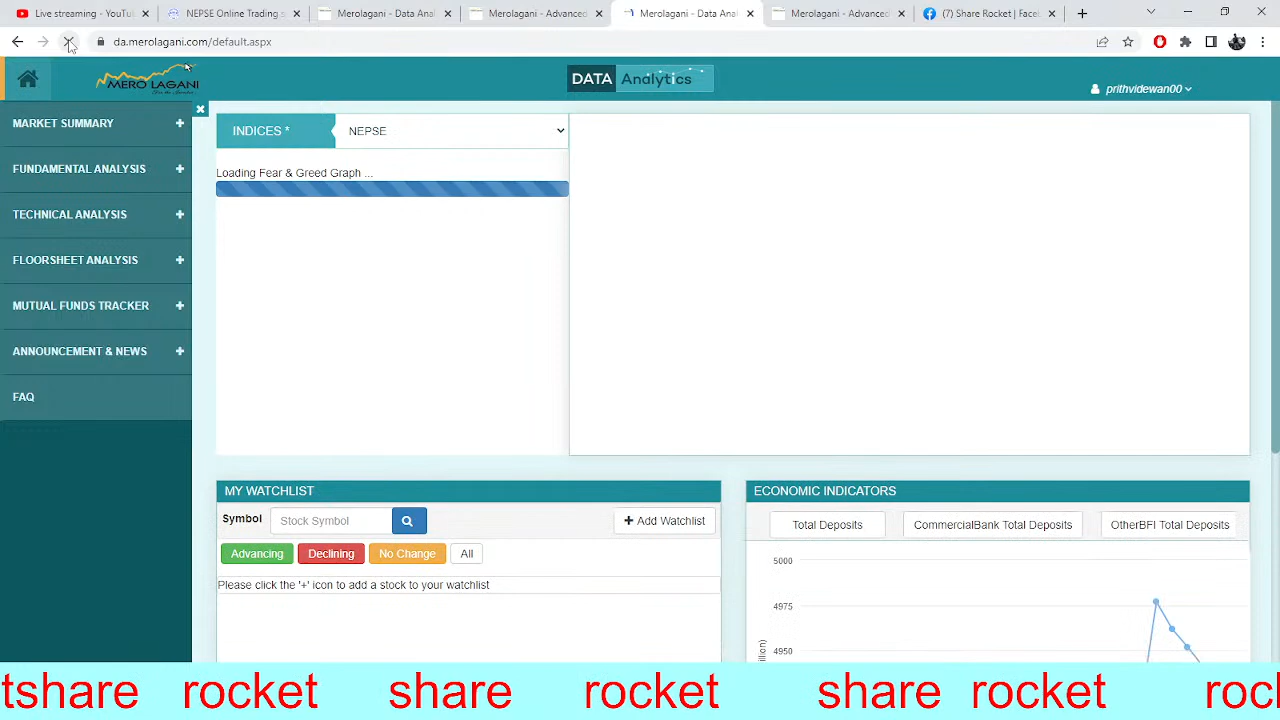 Live streaming - YouTube
NEPSE Online Trading s
Merolagani - Data Anal
Merolagani - Advanced
Merolagani - Data Anal
Merolagani - Advanced
(7) Share Rocket | Face
da.merolagani.com/default.aspx
MERO LAGANI
DATA Analytics
prithvidewan00
MARKET SUMMARY +
FUNDAMENTAL ANALYSIS +
TECHNICAL ANALYSIS +
FLOORSHEET ANALYSIS +
MUTUAL FUNDS TRACKER +
ANNOUNCEMENT & NEWS +
FAQ
INDICES * NEPSE
Loading Fear & Greed Graph ...
MY WATCHLIST
Symbol Stock Symbol + Add Watchlist
Advancing Declining No Change All
Please click the '+' icon to add a stock to your watchlist
ECONOMIC INDICATORS
Total Deposits CommercialBank Total Deposits OtherBFI Total Deposits
5000
4975
4950
illion)
tshare rocket share rocket share rocket rock